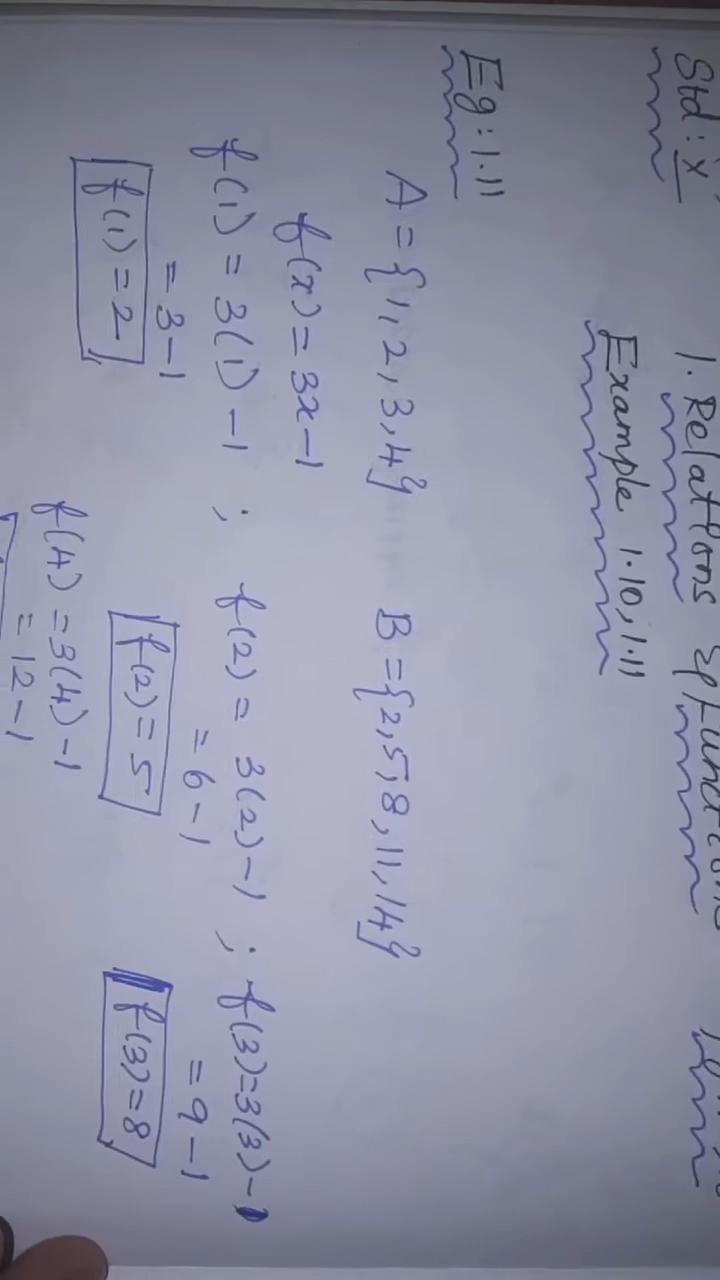 Std: X
1. Relations & functions
Example 1.10, 1.11
Eg: 1.11
A = {1, 2, 3, 4} B = {2, 5, 8, 11, 14}
f(x) = 3x-1
f(1) = 3(1) -1 ; f(2) = 3(2)-1 ; f(3)=3(3)-1
= 3-1 = 6-1 = 9-1
f(1) = 2 f(2) = 5 f(3) = 8
f(4) = 3(4)-1
= 12-1